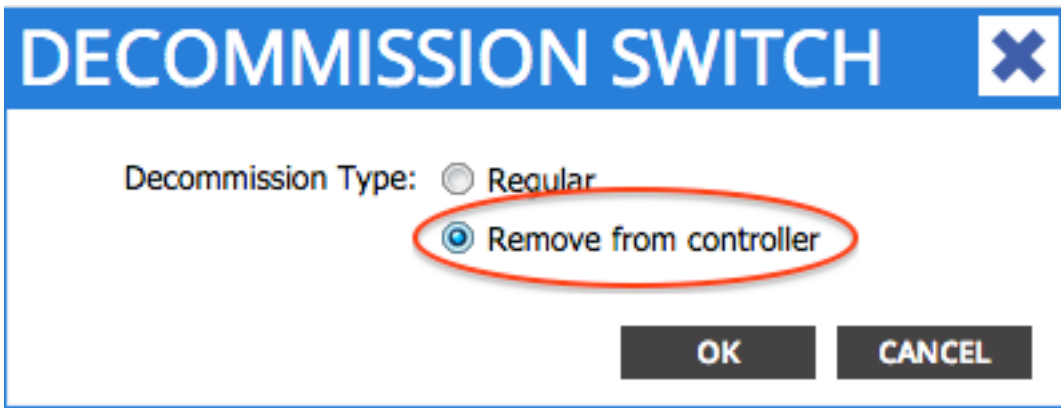 DECOMMISSION SWITCH
Decommission Type: Regular
Remove from controller
OK CANCEL